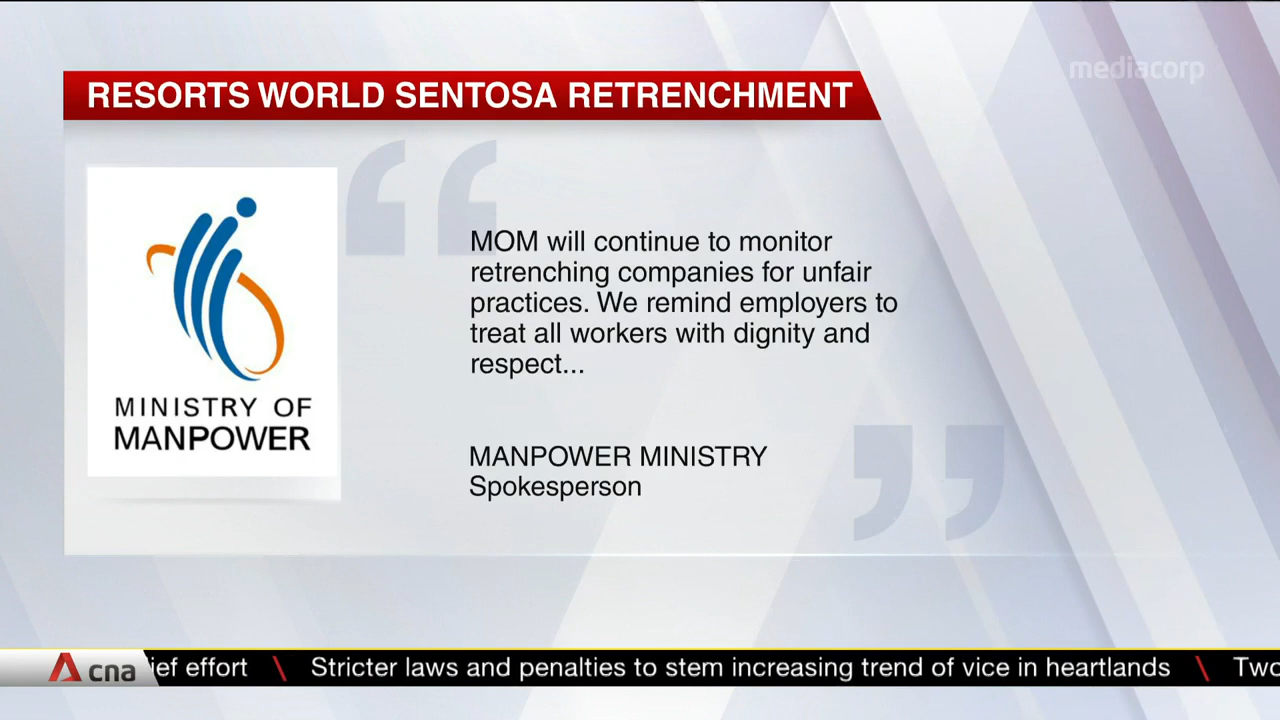 mediacorp
RESORTS WORLD SENTOSA RETRENCHMENT
MOM will continue to monitor
retrenching companies for unfair
practices. We remind employers to
treat all workers with dignity and
respect...
MANPOWER MINISTRY
Spokesperson
MINISTRY OF
MANPOWER
cna
ief effort \ Stricter laws and penalties to stem increasing trend of vice in heartlands \ Two